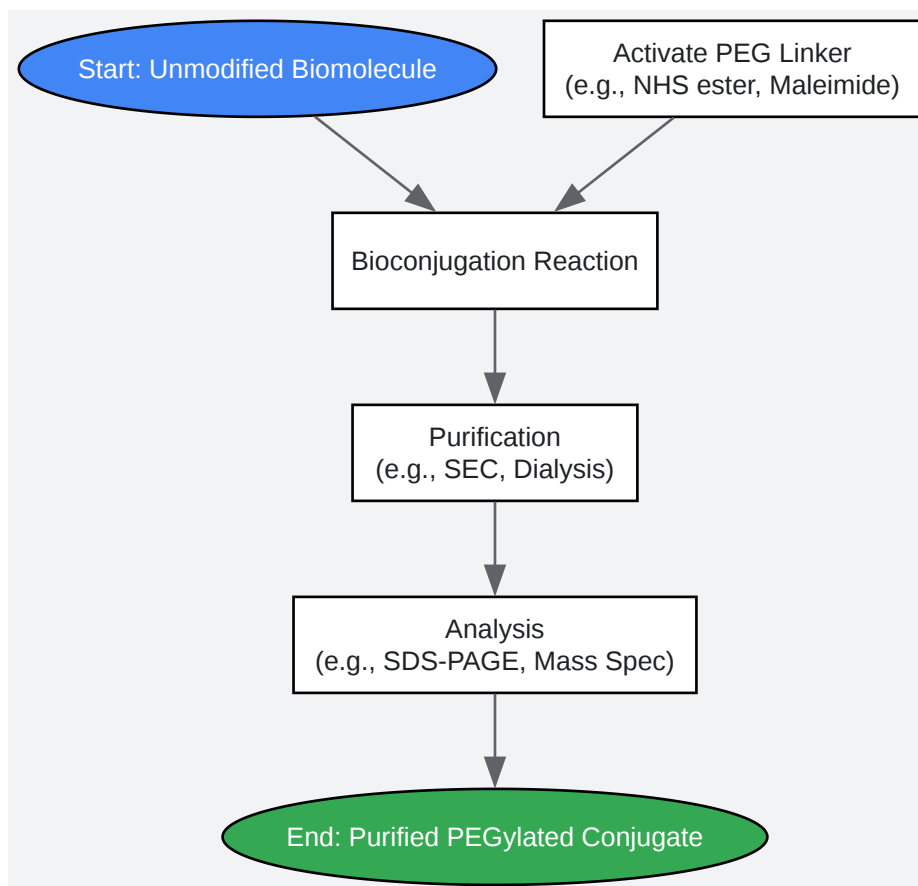 Start: Unmodified Biomolecule
Activate PEG Linker
(e.g., NHS ester, Maleimide)
Bioconjugation Reaction
Purification
(e.g., SEC, Dialysis)
Analysis
(e.g., SDS-PAGE, Mass Spec)
End: Purified PEGylated Conjugate